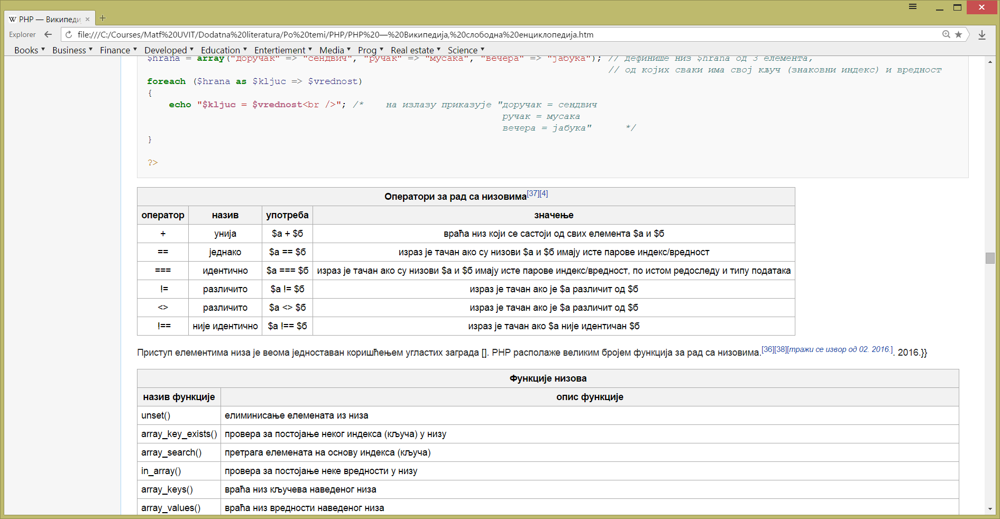 PHP — Википедиј
Explorer
file:///C:/Courses/Matf%20UVIT/Dodatna%20literatura/Po%20temi/PHP/PHP%20—%20Википедија,%20слободна%20енциклопедија.htm
Books Business Finance Developed Education Entertiement Media Prog Real estate Science
$hrana = array("доручак" => "сендвич", "ручак" => "мусака", "вечера" => "јабука"); // дефинише низ $hrana од 3 елемента,
// од којих сваки има свој кључ (знаковни индекс) и вредност
foreach ($hrana as $kljuc => $vrednost)
{
echo "$kljuc = $vrednost<br />"; /* на излазу приказује "доручак = сендвич
ручак = мусака
вечера = јабука" */
}
?>
Оператори за рад са низовима[37][4]
оператор назив употреба значење
+ унија $а + $б враћа низ који се састоји од свих елемента $а и $б
== једнако $а == $б израз је тачан ако су низови $а и $б имају исте парове индекс/вредност
=== идентично $а === $б израз је тачан ако су низови $а и $б имају исте парове индекс/вредност, по истом редоследу и типу података
!= различито $а != $б израз је тачан ако је $а различит од $б
<> различито $а <> $б израз је тачан ако је $а различит од $б
!== није идентично $а !== $б израз је тачан ако $а није идентичан $б
Приступ елементима низа је веома једноставан коришћењем угластих заграда []. PHP располаже великим бројем функција за рад са низовима.[36][38][тражи се извор од 02. 2016.]. 2016.}}
Функције низова
назив функције опис функције
unset() елиминисање елемената из низа
array_key_exists() провера за постојање неког индекса (кључа) у низу
array_search() претрага елемената на основу индекса (кључа)
in_array() провера за постојање неке вредности у низу
array_keys() враћа низ кључева наведеног низа
array_values() враћа низ вредности наведеног низа